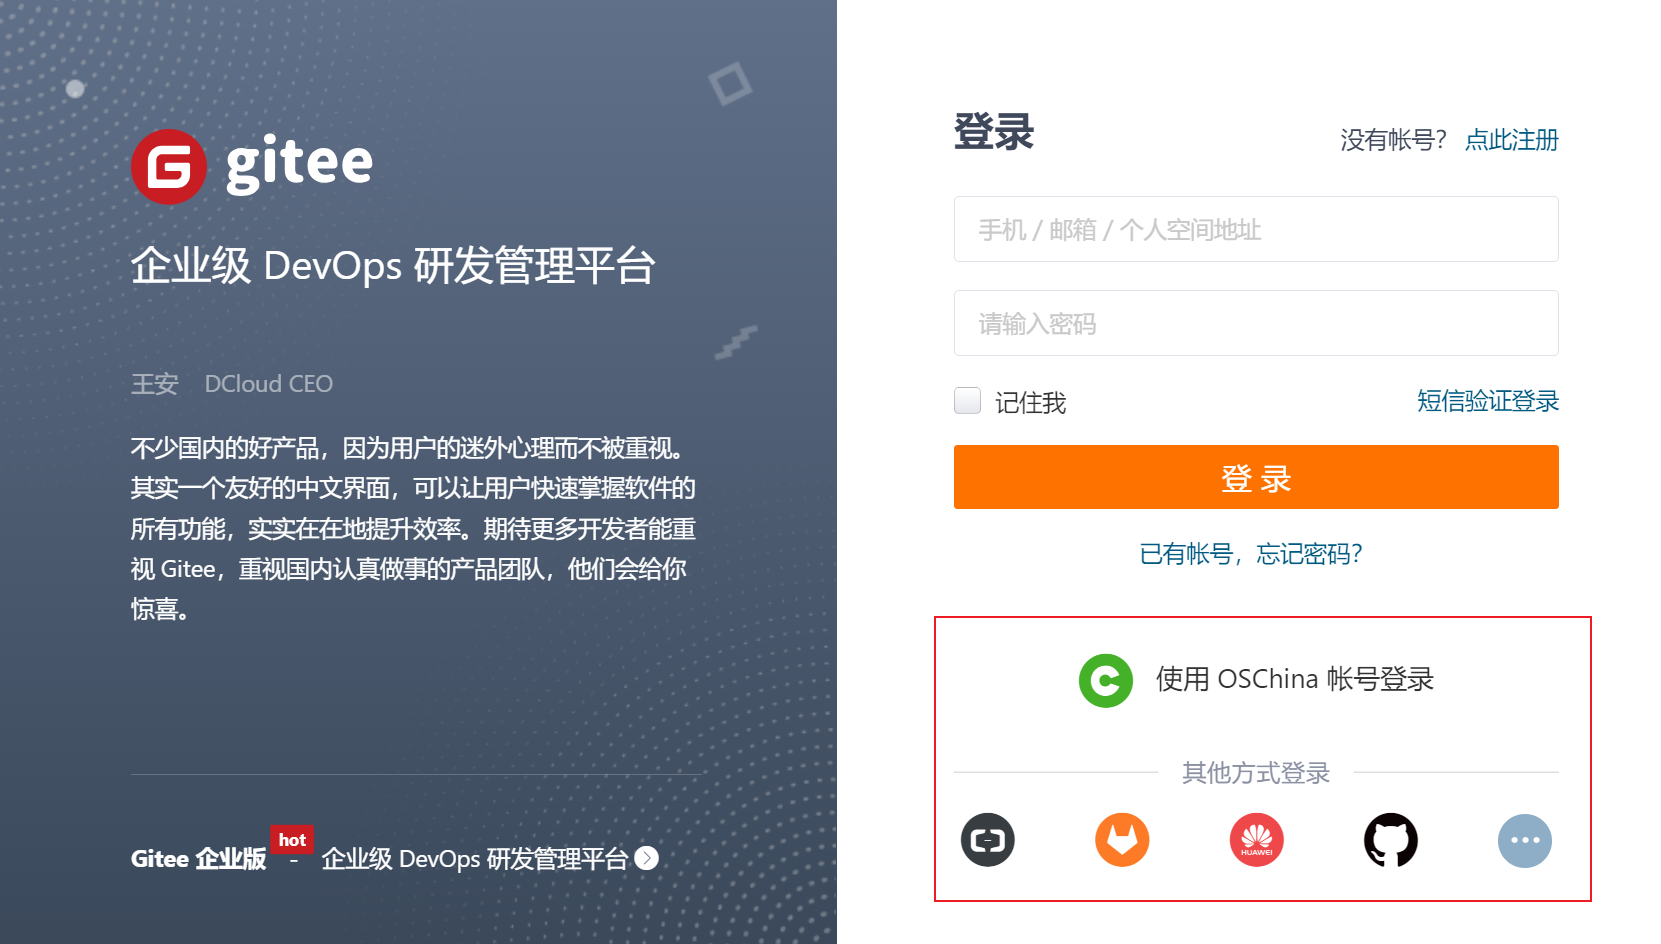 gitee
企业级 DevOps 研发管理平台
王安 DCloud CEO
不少国内的好产品，因为用户的迷外心理而不被重视。
其实一个友好的中文界面，可以让用户快速掌握软件的
所有功能，实实在在地提升效率。期待更多开发者能重
视 Gitee，重视国内认真做事的产品团队，他们会给你
惊喜。
hot
Gitee 企业版 - 企业级 DevOps 研发管理平台
登录
没有帐号？ 点此注册
手机 / 邮箱 / 个人空间地址
请输入密码
记住我
短信验证登录
登 录
已有帐号，忘记密码？
使用 OSChina 帐号登录
其他方式登录
HUAWEI